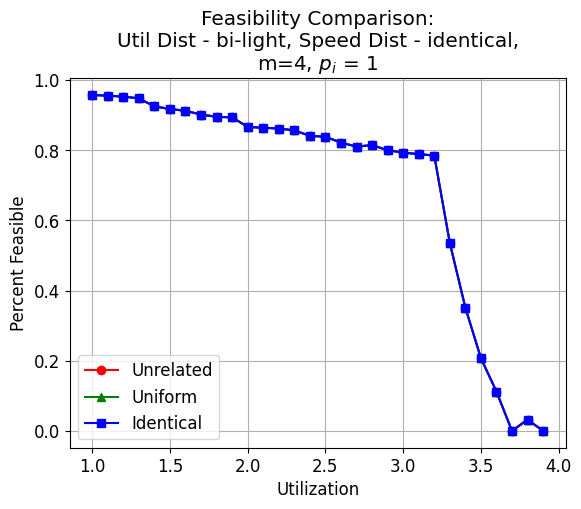 Feasibility Comparison:
Util Dist - bi-light, Speed Dist - identical,
m=4, $p_i$ = 1
1.0
0.8
0.6
0.4
0.2
0.0
Percent Feasible
Unrelated
Uniform
Identical
1.0 1.5 2.0 2.5 3.0 3.5 4.0
Utilization